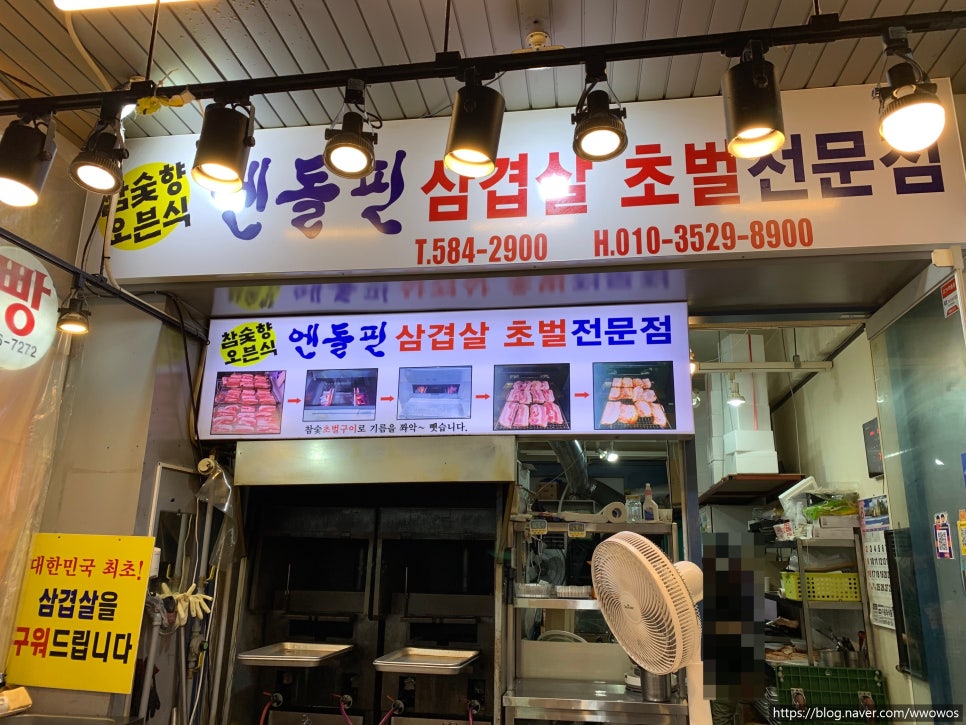 참숯향
오븐식
엔돌핀 삼겹살 초벌전문점
T.584-2900 H.010-3529-8900
빵
-7272
참숯향
오븐식
엔돌핀 삼겹살 초벌전문점
참숯초벌구이로 기름을 좌악~ 뺏습니다.
대한민국 최초!
삼겹살을
구워드립니다
https://blog.naver.com/wwowos